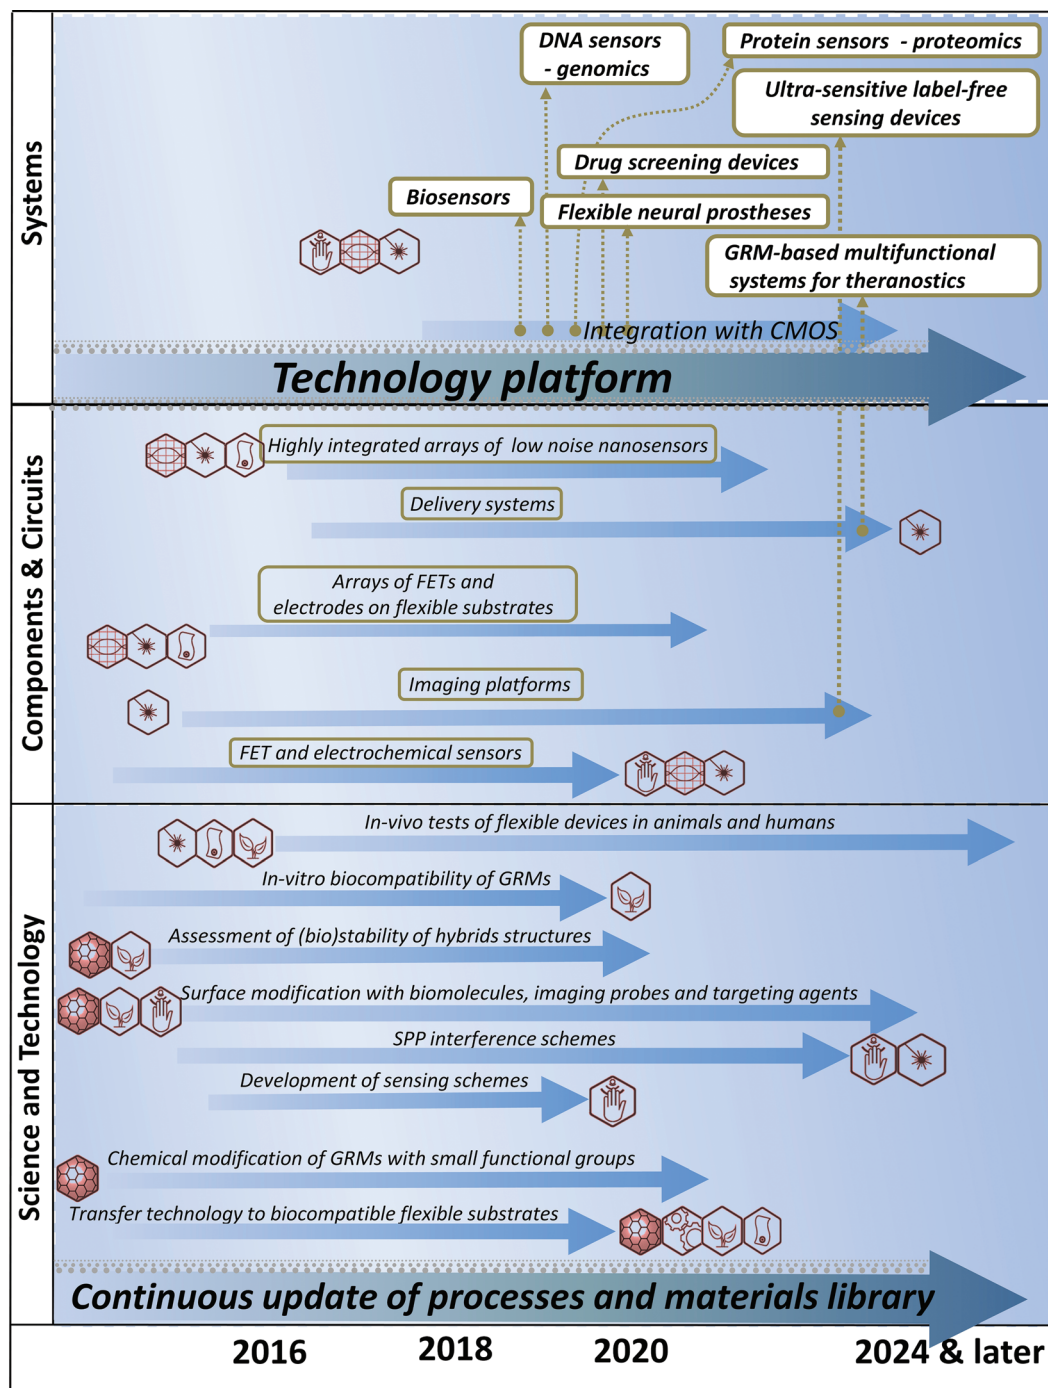 Systems
DNA sensors
- genomics
Protein sensors - proteomics
Ultra-sensitive label-free
sensing devices
Drug screening devices
Biosensors
Flexible neural prostheses
GRM-based multifunctional
systems for theranostics
Integration with CMOS
Technology platform
Components & Circuits
Highly integrated arrays of low noise nanosensors
Delivery systems
Arrays of FETs and
electrodes on flexible substrates
Imaging platforms
FET and electrochemical sensors
Science and Technology
In-vivo tests of flexible devices in animals and humans
In-vitro biocompatibility of GRMs
Assessment of (bio)stability of hybrids structures
Surface modification with biomolecules, imaging probes and targeting agents
SPP interference schemes
Development of sensing schemes
Chemical modification of GRMs with small functional groups
Transfer technology to biocompatible flexible substrates
Continuous update of processes and materials library
2016 2018 2020 2024 & later